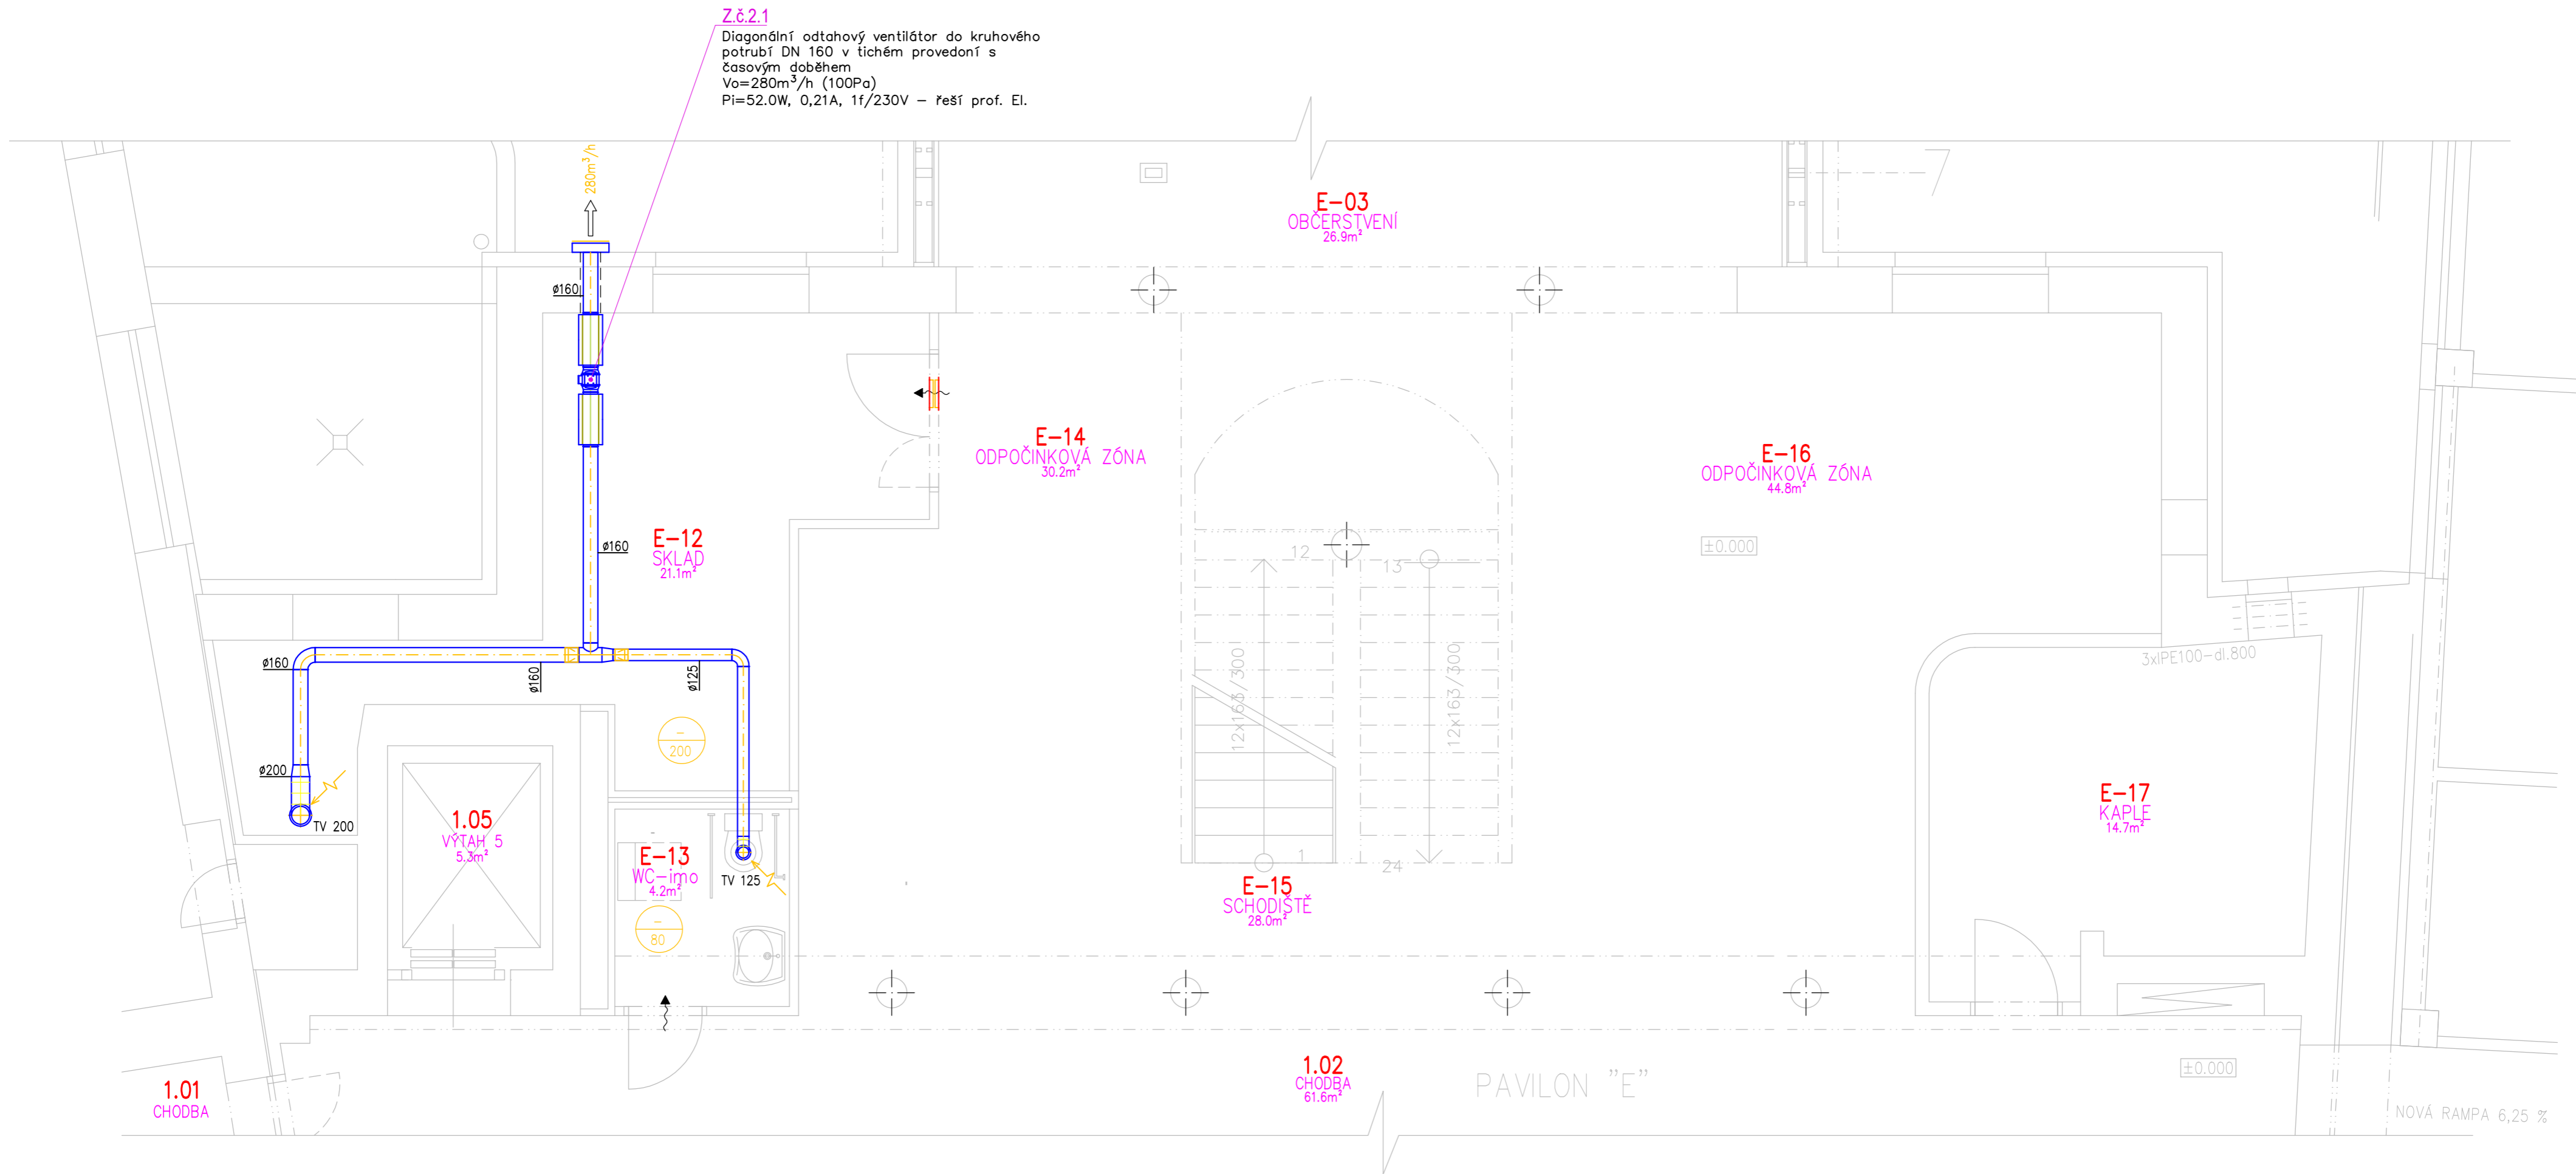 Z.č.2.1
Diagonální odtahový ventilátor do kruhového
potrubí DN 160 v tichém provedoní s
časovým doběhem
Vo=280m³/h (100Pa)
Pi=52.0W, 0,21A, 1f/230V – řeší prof. El.
280m³/h
E-03
OBČERSTVENÍ
26.9m²
ø160
E-14
ODPOČINKOVÁ ZÓNA
30.2m²
E-16
ODPOČINKOVÁ ZÓNA
44.8m²
E-12
SKLAD
21.1m²
ø160
12
13
±0.000
ø160
ø160
ø125
12x163/300
12x163/300
3xIPE100-dl.800
-
200
ø200
TV 200
1.05
VÝTAH 5
5.3m²
E-13
WC-imo
4.2m²
TV 125
-
80
1
24
E-15
SCHODIŠTĚ
28.0m²
E-17
KAPLE
14.7m²
1.01
CHODBA
1.02
CHODBA
61.6m²
PAVILON "E"
±0.000
NOVÁ RAMPA 6,25 %